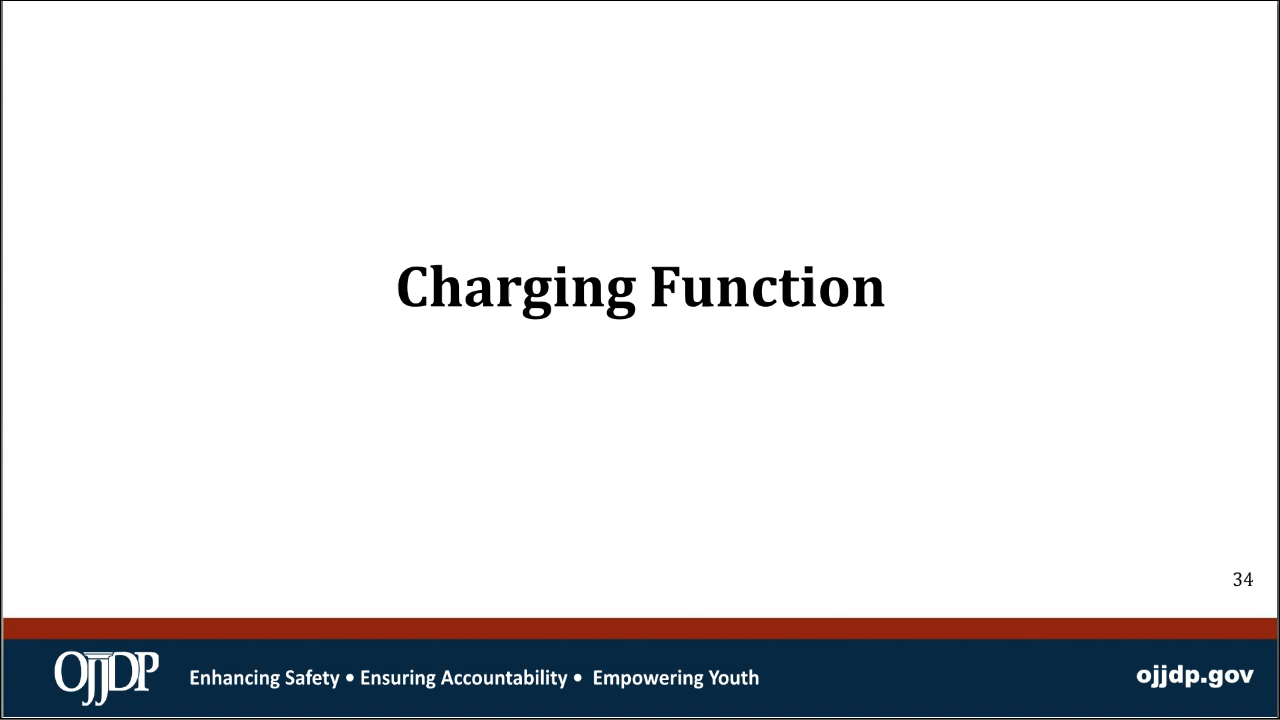 Charging Function
34
OJJDP
Enhancing Safety • Ensuring Accountability • Empowering Youth
ojjdp.gov